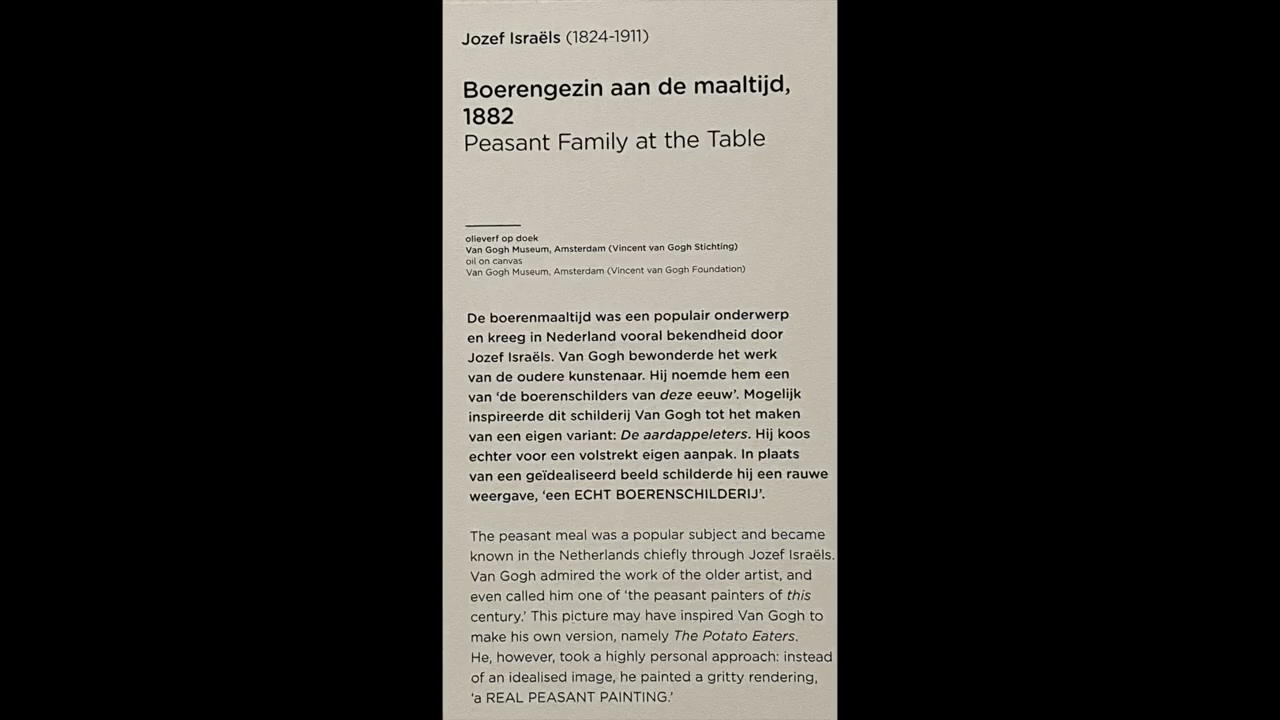 Jozef Israëls (1824-1911)
Boerengezin aan de maaltijd,
1882
Peasant Family at the Table
olieverf op doek
Van Gogh Museum, Amsterdam (Vincent van Gogh Stichting)
oil on canvas
Van Gogh Museum, Amsterdam (Vincent van Gogh Foundation)
De boerenmaaltijd was een populair onderwerp
en kreeg in Nederland vooral bekendheid door
Jozef Israëls. Van Gogh bewonderde het werk
van de oudere kunstenaar. Hij noemde hem een
van ‘de boerenschilders van deze eeuw’. Mogelijk
inspireerde dit schilderij Van Gogh tot het maken
van een eigen variant: De aardappeleters. Hij koos
echter voor een volstrekt eigen aanpak. In plaats
van een geïdealiseerd beeld schilderde hij een rauwe
weergave, ‘een ECHT BOERENSCHILDERIJ’.
The peasant meal was a popular subject and became
known in the Netherlands chiefly through Jozef Israëls.
Van Gogh admired the work of the older artist, and
even called him one of ‘the peasant painters of this
century.’ This picture may have inspired Van Gogh to
make his own version, namely The Potato Eaters.
He, however, took a highly personal approach: instead
of an idealised image, he painted a gritty rendering,
‘a REAL PEASANT PAINTING.’